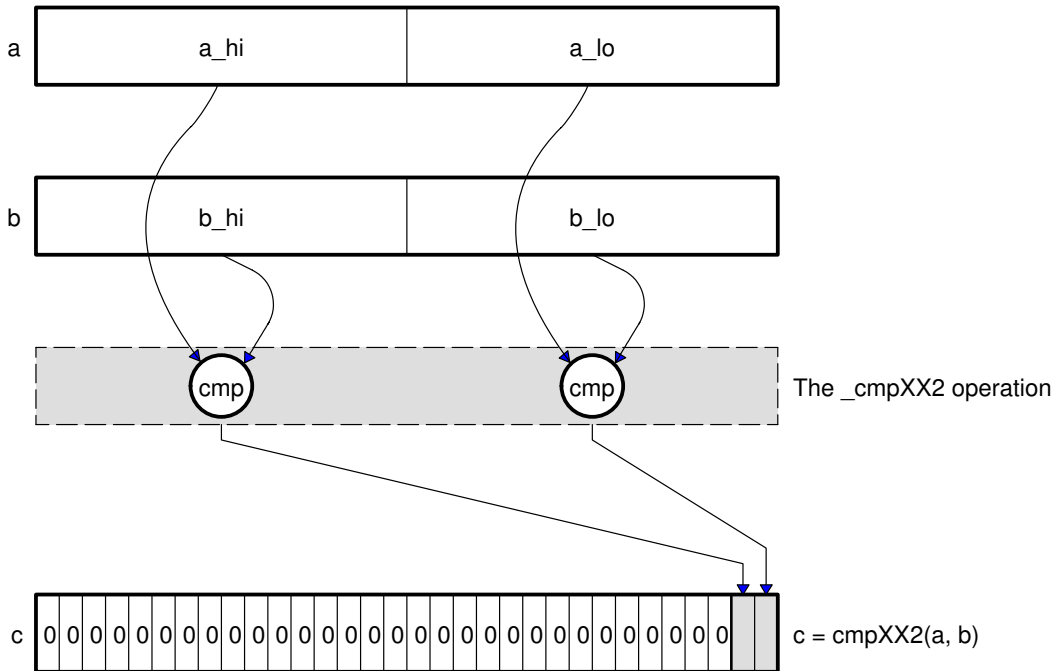 a a_hi a_lo
b b_hi b_lo
cmp cmp The _cmpXX2 operation
c 0 0 0 0 0 0 0 0 0 0 0 0 0 0 0 0 0 0 0 0 0 0 0 0 0 0 0 0 0 0 c = cmpXX2(a, b)